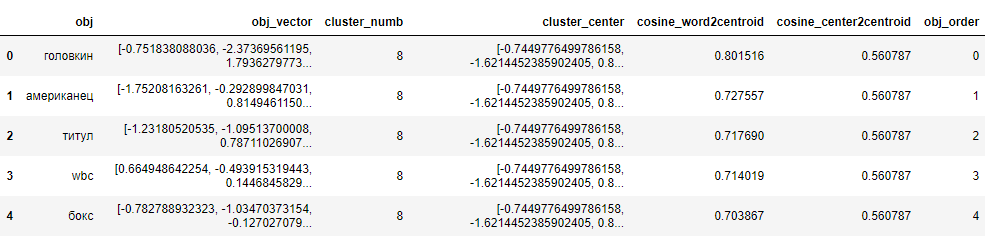 obj obj_vector cluster_numb cluster_center cosine_word2centroid cosine_center2centroid obj_order
0 головкин [-0.751838088036, -2.37369561195, 1.7936279773... 8 [-0.7449776499786158, -1.6214452385902405, 0.8... 0.801516 0.560787 0
1 американец [-1.75208163261, -0.292899847031, 0.8149461150... 8 [-0.7449776499786158, -1.6214452385902405, 0.8... 0.727557 0.560787 1
2 титул [-1.23180520535, -1.09513700008, 0.78711026907... 8 [-0.7449776499786158, -1.6214452385902405, 0.8... 0.717690 0.560787 2
3 wbc [0.664948642254, -0.493915319443, 0.1446845829... 8 [-0.7449776499786158, -1.6214452385902405, 0.8... 0.714019 0.560787 3
4 бокс [-0.782788932323, -1.03470373154, -0.127027079... 8 [-0.7449776499786158, -1.6214452385902405, 0.8... 0.703867 0.560787 4